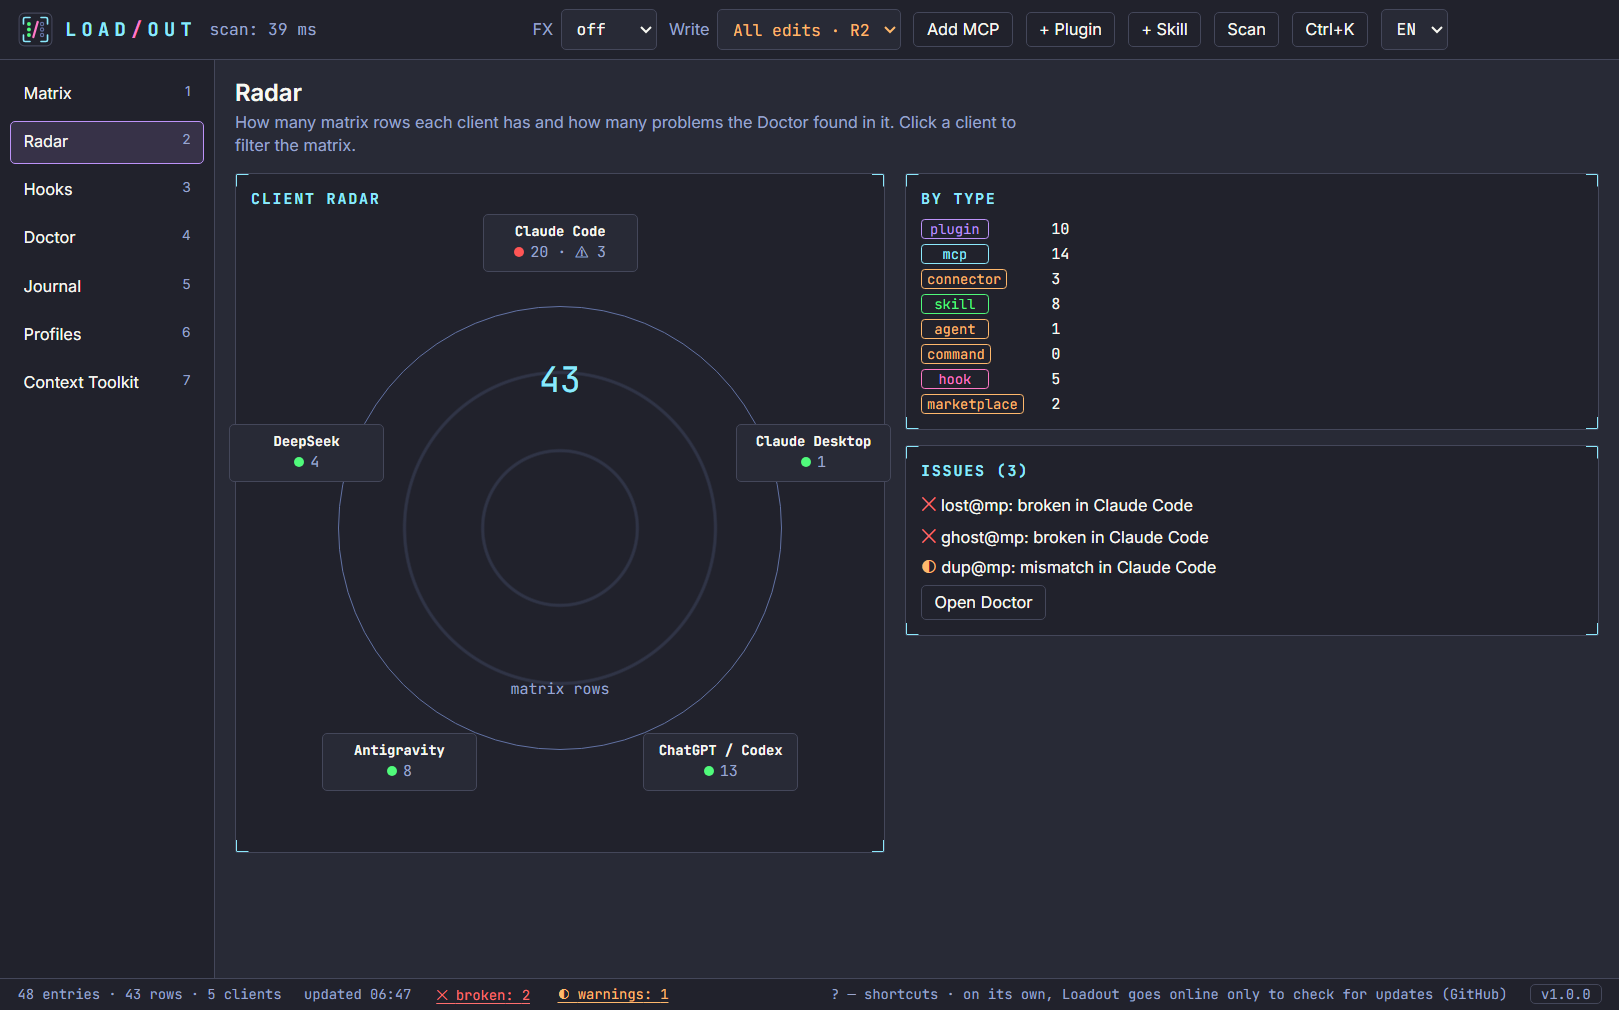 LOAD/OUT scan: 39 ms FX off Write All edits · R2 Add MCP + Plugin + Skill Scan Ctrl+K EN
Matrix 1
Radar 2
Hooks 3
Doctor 4
Journal 5
Profiles 6
Context Toolkit 7
Radar
How many matrix rows each client has and how many problems the Doctor found in it. Click a client to
filter the matrix.
CLIENT RADAR
Claude Code
20 · ⚠ 3
43
DeepSeek
4
Claude Desktop
1
matrix rows
Antigravity
8
ChatGPT / Codex
13
BY TYPE
plugin 10
mcp 14
connector 3
skill 8
agent 1
command 0
hook 5
marketplace 2
ISSUES (3)
lost@mp: broken in Claude Code
ghost@mp: broken in Claude Code
dup@mp: mismatch in Claude Code
Open Doctor
48 entries · 43 rows · 5 clients updated 06:47 broken: 2 warnings: 1 ? — shortcuts · on its own, Loadout goes online only to check for updates (GitHub) v1.0.0